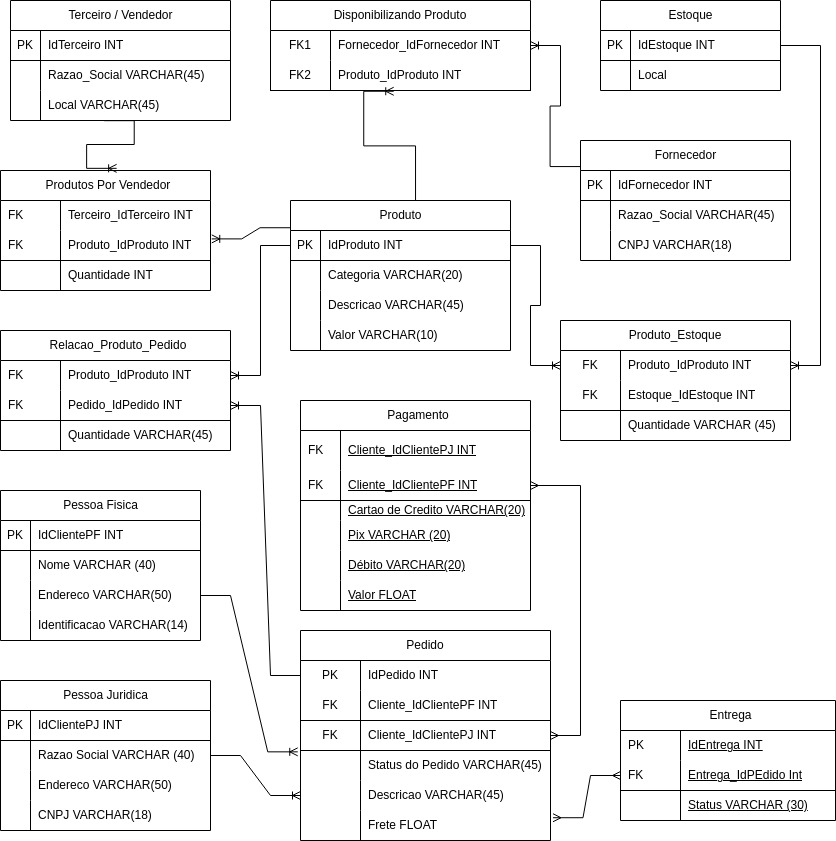 Terceiro / Vendedor
PK IdTerceiro INT
Razao_Social VARCHAR(45)
Local VARCHAR(45)
Disponibilizando Produto
FK1 Fornecedor_IdFornecedor INT
FK2 Produto_IdProduto INT
Estoque
PK IdEstoque INT
Local
Fornecedor
PK IdFornecedor INT
Razao_Social VARCHAR(45)
CNPJ VARCHAR(18)
Produtos Por Vendedor
FK Terceiro_IdTerceiro INT
FK Produto_IdProduto INT
Quantidade INT
Produto
PK IdProduto INT
Categoria VARCHAR(20)
Descricao VARCHAR(45)
Valor VARCHAR(10)
Relacao_Produto_Pedido
FK Produto_IdProduto INT
FK Pedido_IdPedido INT
Quantidade VARCHAR(45)
Produto_Estoque
FK Produto_IdProduto INT
FK Estoque_IdEstoque INT
Quantidade VARCHAR (45)
Pagamento
FK Cliente_IdClientePJ INT
FK Cliente_IdClientePF INT
Cartao de Credito VARCHAR(20)
Pix VARCHAR (20)
Débito VARCHAR(20)
Valor FLOAT
Pessoa Fisica
PK IdClientePF INT
Nome VARCHAR (40)
Endereco VARCHAR(50)
Identificacao VARCHAR(14)
Pedido
PK IdPedido INT
FK Cliente_IdClientePF INT
FK Cliente_IdClientePJ INT
Status do Pedido VARCHAR(45)
Descricao VARCHAR(45)
Frete FLOAT
Pessoa Juridica
PK IdClientePJ INT
Razao Social VARCHAR (40)
Endereco VARCHAR(50)
CNPJ VARCHAR(18)
Entrega
PK IdEntrega INT
FK Entrega_IdPEdido Int
Status VARCHAR (30)